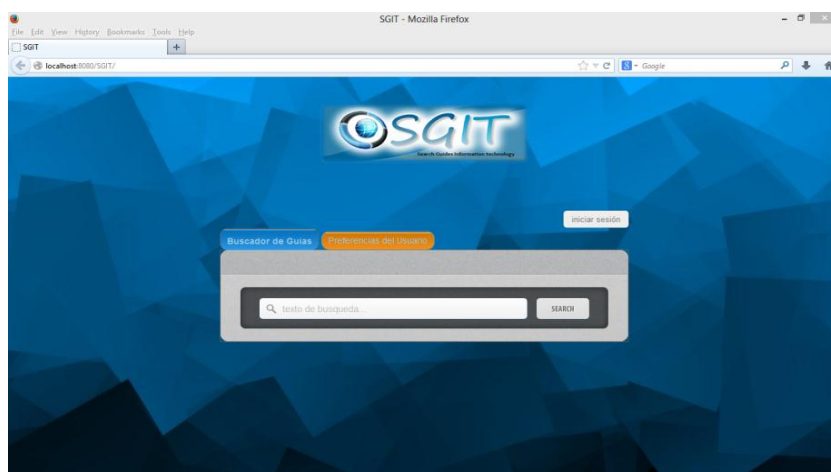 SGIT - Mozilla Firefox
File Edit View History Bookmarks Tools Help
SGIT
localhost:8080/SGIT/
Google
SGIT
Search Guides Information technology
iniciar sesión
Buscador de Guias
Preferencias del Usuario
texto de busqueda...
SEARCH